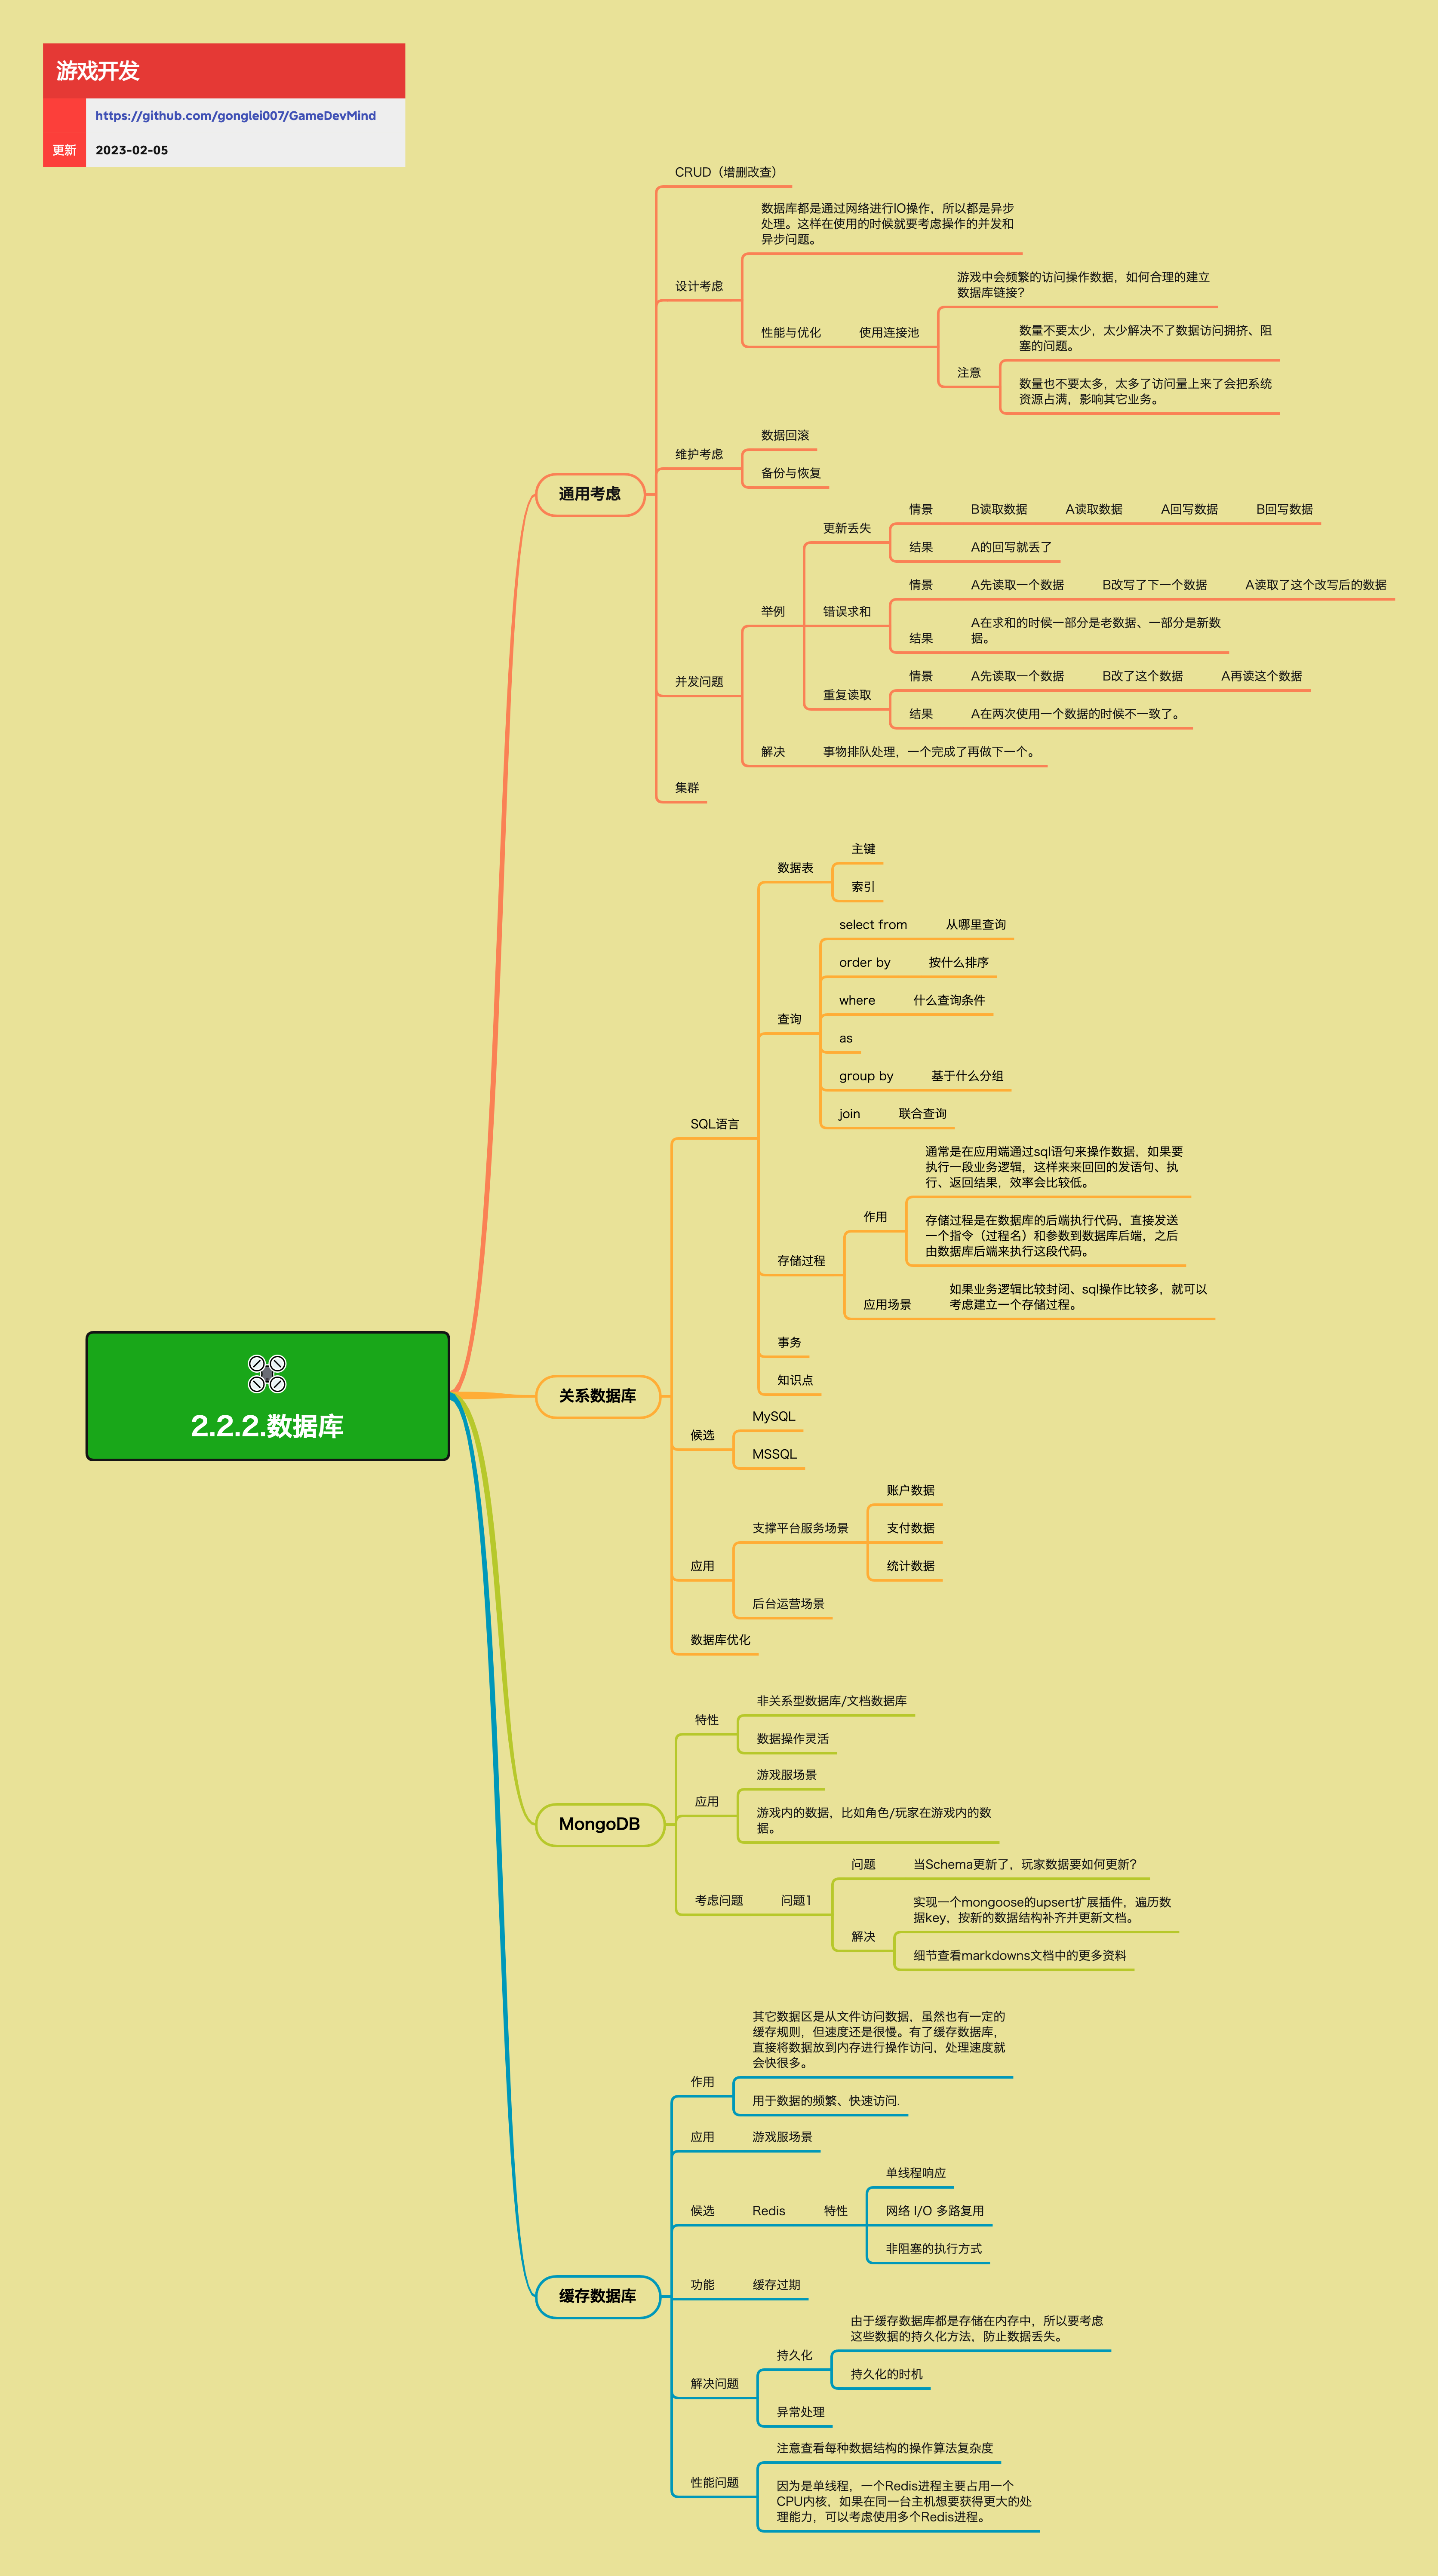 游戏开发
https://github.com/gonglei007/GameDevMind
更新
2023-02-05
2.2.2.数据库
通用考虑
CRUD（增删改查）
设计考虑
数据库都是通过网络进行IO操作，所以都是异步
处理。这样在使用的时候就要考虑操作的并发和
异步问题。
性能与优化
使用连接池
游戏中会频繁的访问操作数据，如何合理的建立
数据库链接？
注意
数量不要太少，太少解决不了数据访问拥挤、阻
塞的问题。
数量也不要太多，太多了访问量上来了会把系统
资源占满，影响其它业务。
维护考虑
数据回滚
备份与恢复
并发问题
举例
更新丢失
情景
B读取数据
A读取数据
A回写数据
B回写数据
结果
A的回写就丢了
错误求和
情景
A先读取一个数据
B改写了下一个数据
A读取了这个改写后的数据
结果
A在求和的时候一部分是老数据、一部分是新数
据。
重复读取
情景
A先读取一个数据
B改了这个数据
A再读这个数据
结果
A在两次使用一个数据的时候不一致了。
解决
事物排队处理，一个完成了再做下一个。
集群
关系数据库
SQL语言
数据表
主键
索引
查询
select from
从哪里查询
order by
按什么排序
where
什么查询条件
as
group by
基于什么分组
join
联合查询
存储过程
作用
通常是在应用端通过sql语句来操作数据，如果要
执行一段业务逻辑，这样来来回回的发语句、执
行、返回结果，效率会比较低。
存储过程是在数据库的后端执行代码，直接发送
一个指令（过程名）和参数到数据库后端，之后
由数据库后端来执行这段代码。
应用场景
如果业务逻辑比较封闭、sql操作比较多，就可以
考虑建立一个存储过程。
事务
知识点
候选
MySQL
MSSQL
应用
支撑平台服务场景
账户数据
支付数据
统计数据
后台运营场景
数据库优化
MongoDB
特性
非关系型数据库/文档数据库
数据操作灵活
应用
游戏服场景
游戏内的数据，比如角色/玩家在游戏内的数
据。
考虑问题
问题1
问题
当Schema更新了，玩家数据要如何更新？
解决
实现一个mongoose的upsert扩展插件，遍历数
据key，按新的数据结构补齐并更新文档。
细节查看markdowns文档中的更多资料
缓存数据库
作用
其它数据区是从文件访问数据，虽然也有一定的
缓存规则，但速度还是很慢。有了缓存数据库，
直接将数据放到内存进行操作访问，处理速度就
会快很多。
用于数据的频繁、快速访问.
应用
游戏服场景
候选
Redis
特性
单线程响应
网络 I/O 多路复用
非阻塞的执行方式
功能
缓存过期
解决问题
持久化
由于缓存数据库都是存储在内存中，所以要考虑
这些数据的持久化方法，防止数据丢失。
持久化的时机
异常处理
性能问题
注意查看每种数据结构的操作算法复杂度
因为是单线程，一个Redis进程主要占用一个
CPU内核，如果在同一台主机想要获得更大的处
理能力，可以考虑使用多个Redis进程。